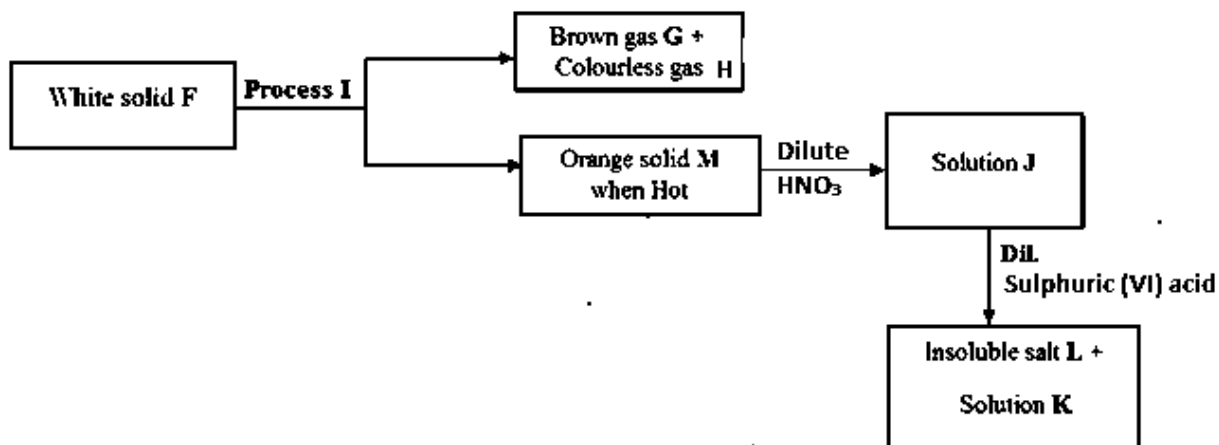 Brown gas G +
Colourless gas H
White solid F
Process I
Orange solid M
when Hot
Dilute
HNO₃
Solution J
Dil.
Sulphuric (VI) acid
Insoluble salt L +
Solution K